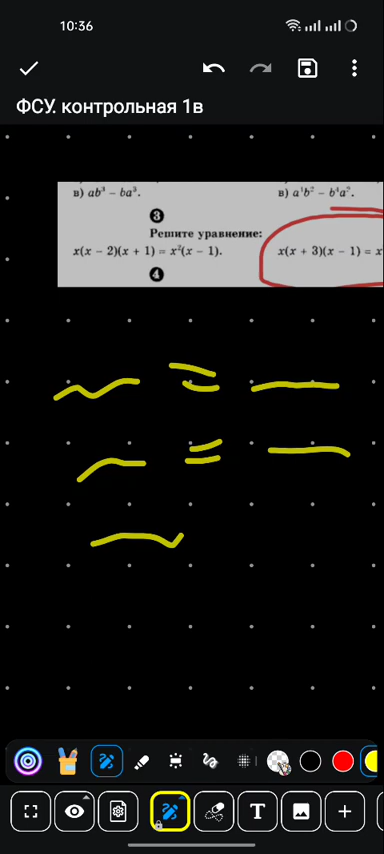 10:36
ФСУ. контрольная 1в
в) ab³ − ba³.
в) a⁴b² − b⁴a².
3
Решите уравнение:
x(x − 2)(x + 1) = x²(x − 1).
x(x + 3)(x − 1) = x
4
T